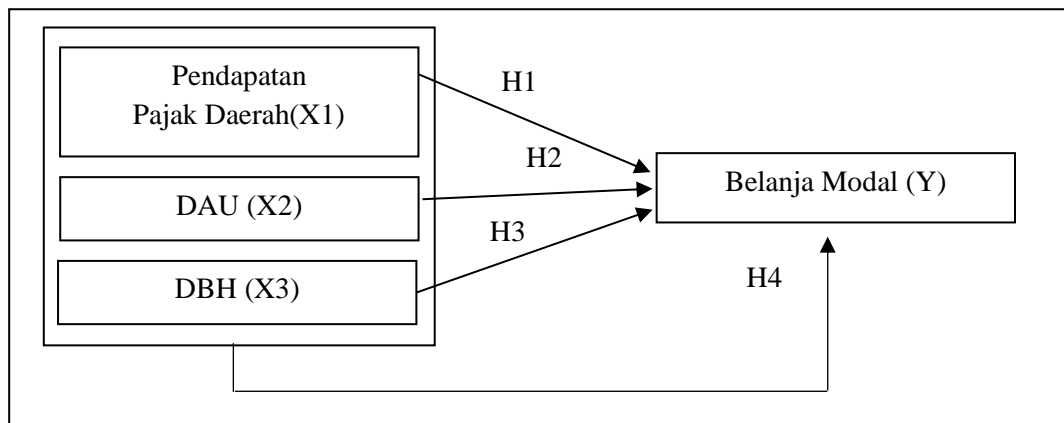 Pendapatan
Pajak Daerah(X1)
H1
H2
Belanja Modal (Y)
DAU (X2)
H3
DBH (X3)
H4